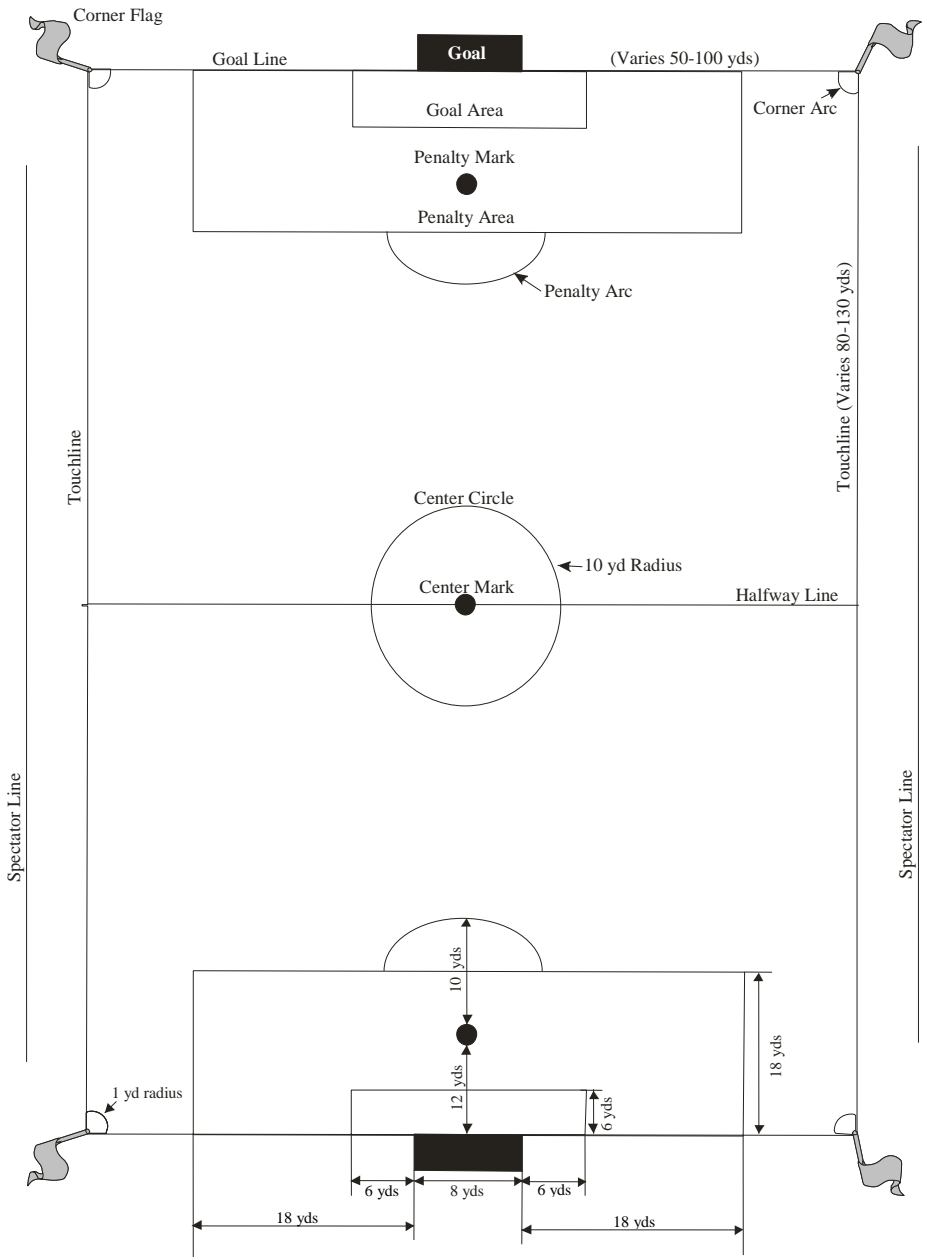 Corner Flag
Goal
Goal Line
(Varies 50-100 yds)
Corner Arc
Goal Area
Penalty Mark
Penalty Area
Penalty Arc
Touchline (Varies 80-130 yds)
Touchline
Center Circle
10 yd Radius
Center Mark
Halfway Line
Spectator Line
Spectator Line
10 yds
18 yds
12 yds
1 yd radius
6 yds
6 yds
8 yds
6 yds
18 yds
18 yds